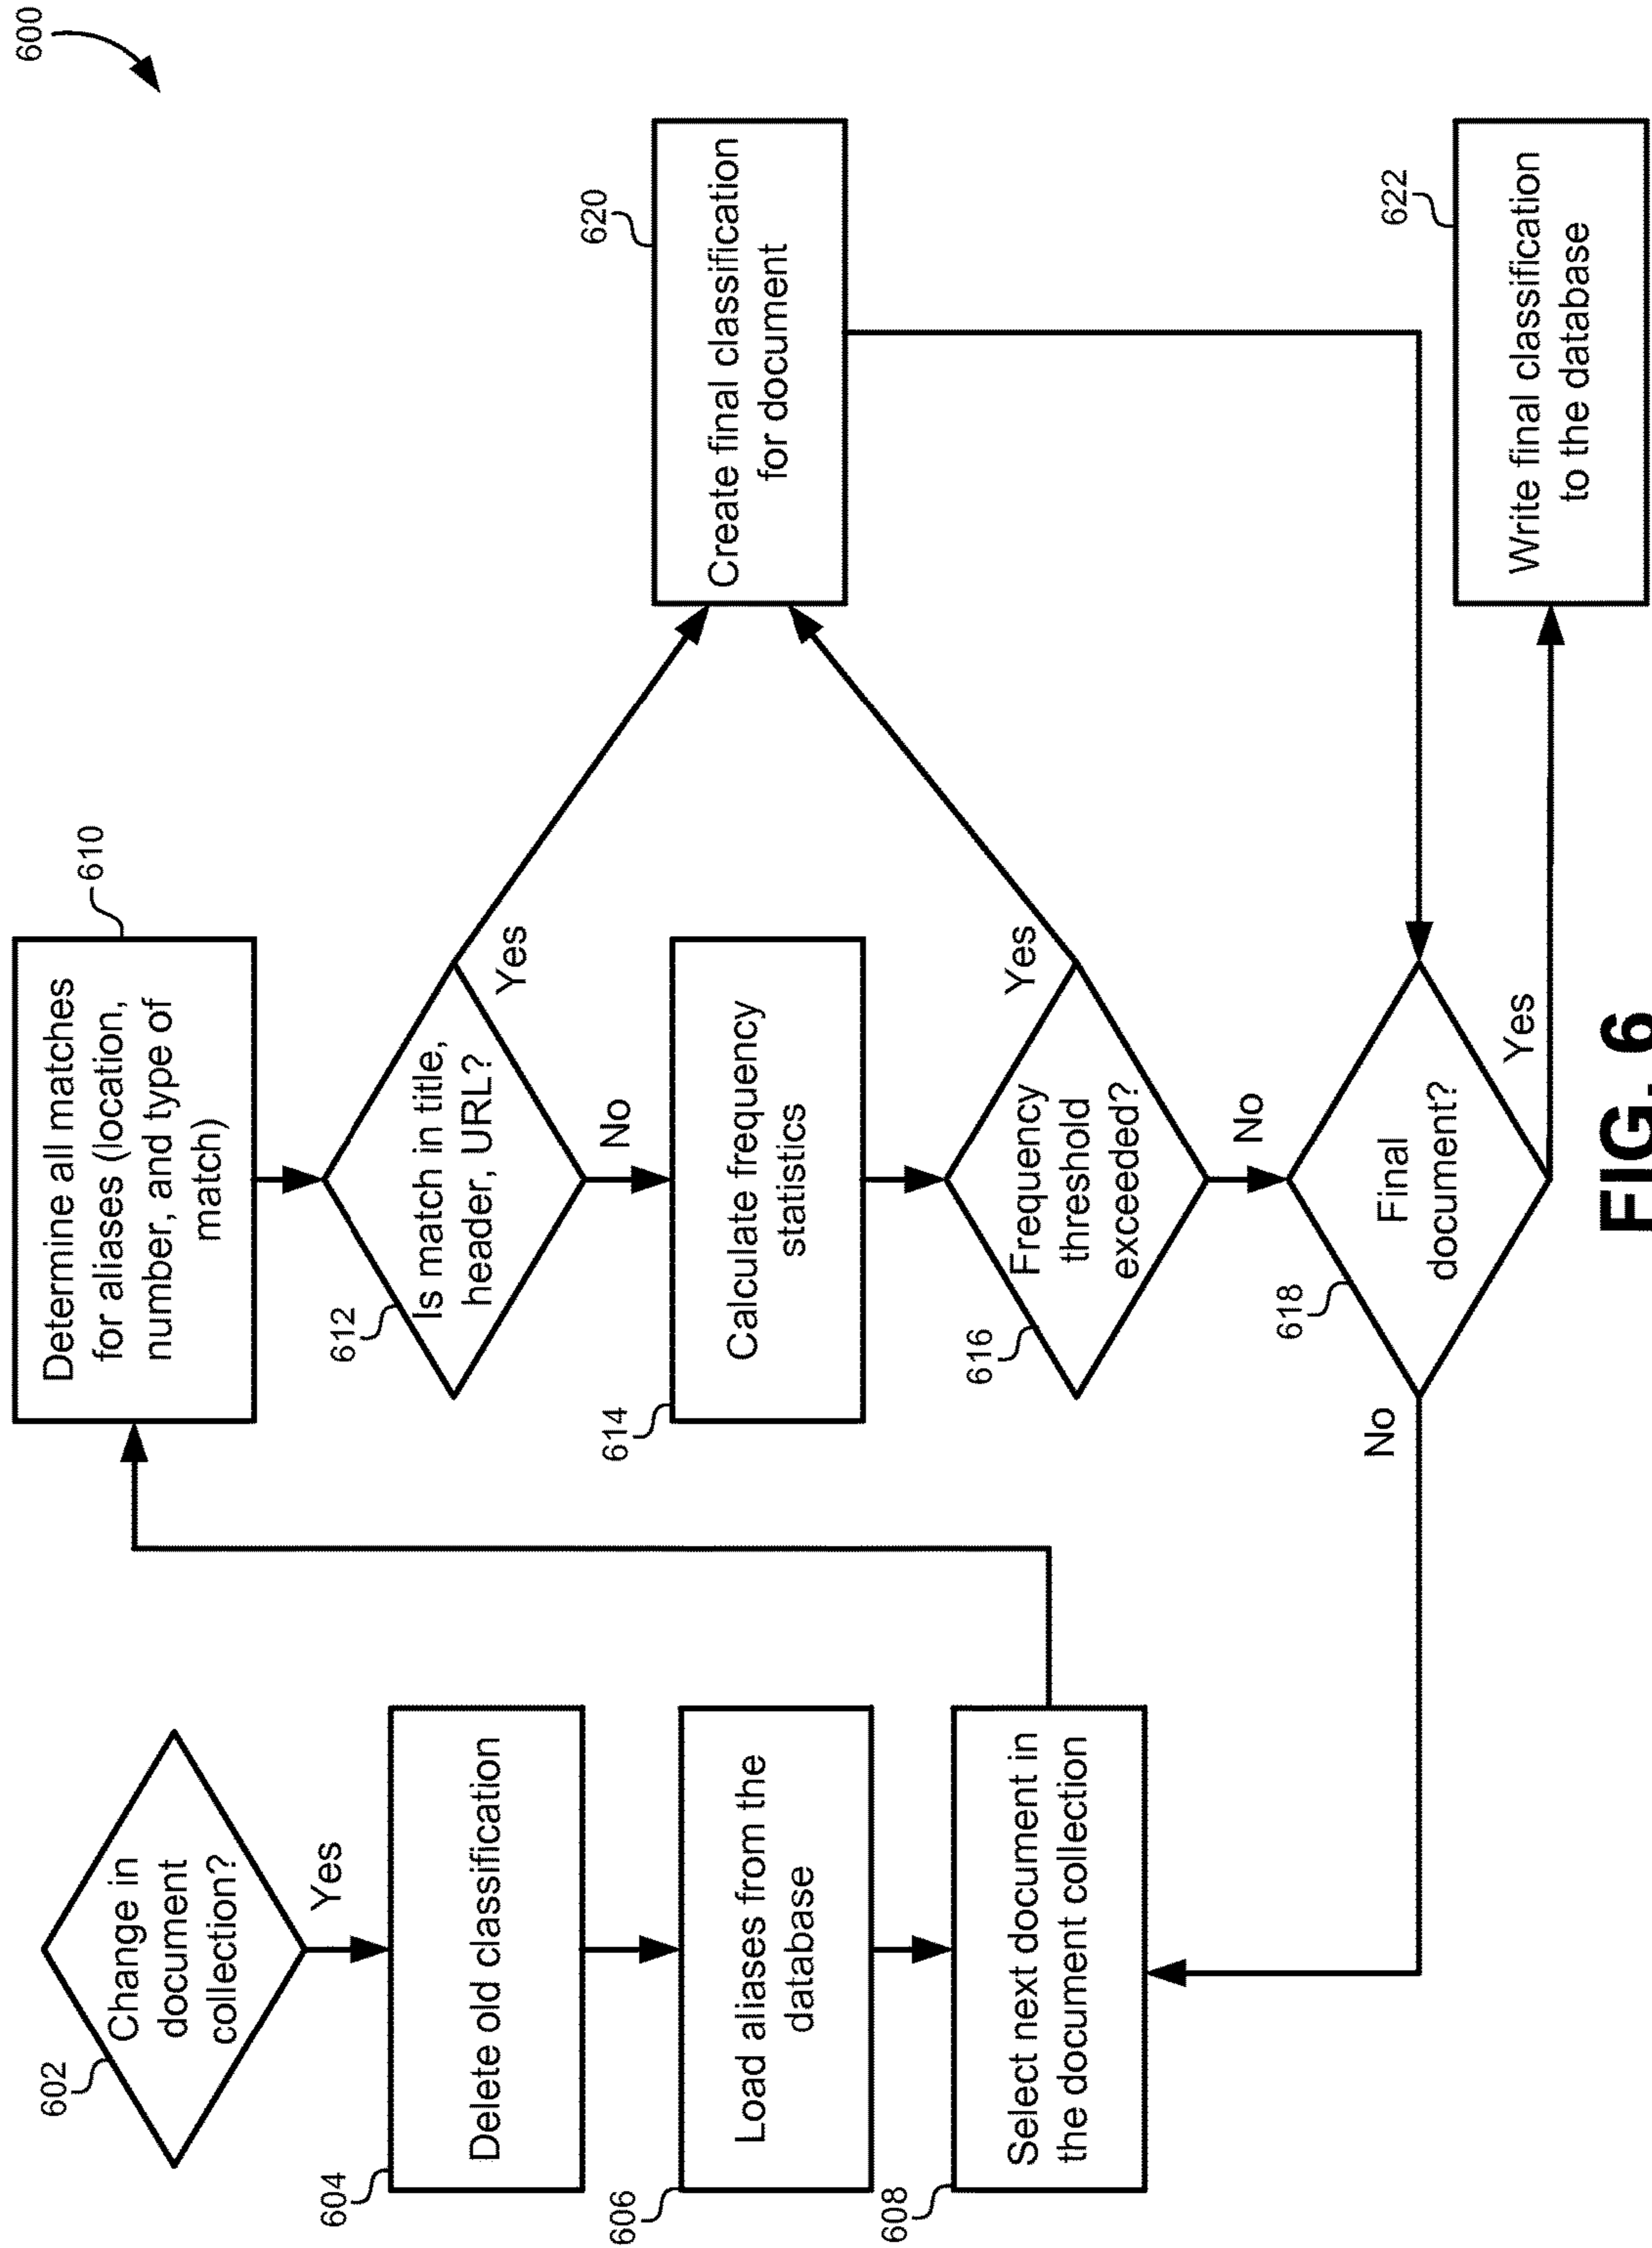 600
602
Change in
document
collection?
Yes
604
Delete old classification
606
Load aliases from the
database
608
Select next document in
the document collection
610
Determine all matches
for aliases (location,
number, and type of
match)
612
Is match in title,
header, URL?
Yes
No
614
Calculate frequency
statistics
616
Frequency
threshold
exceeded?
Yes
No
618
Final
document?
No
Yes
620
Create final classification
for document
622
Write final classification
to the database
FIG. 6